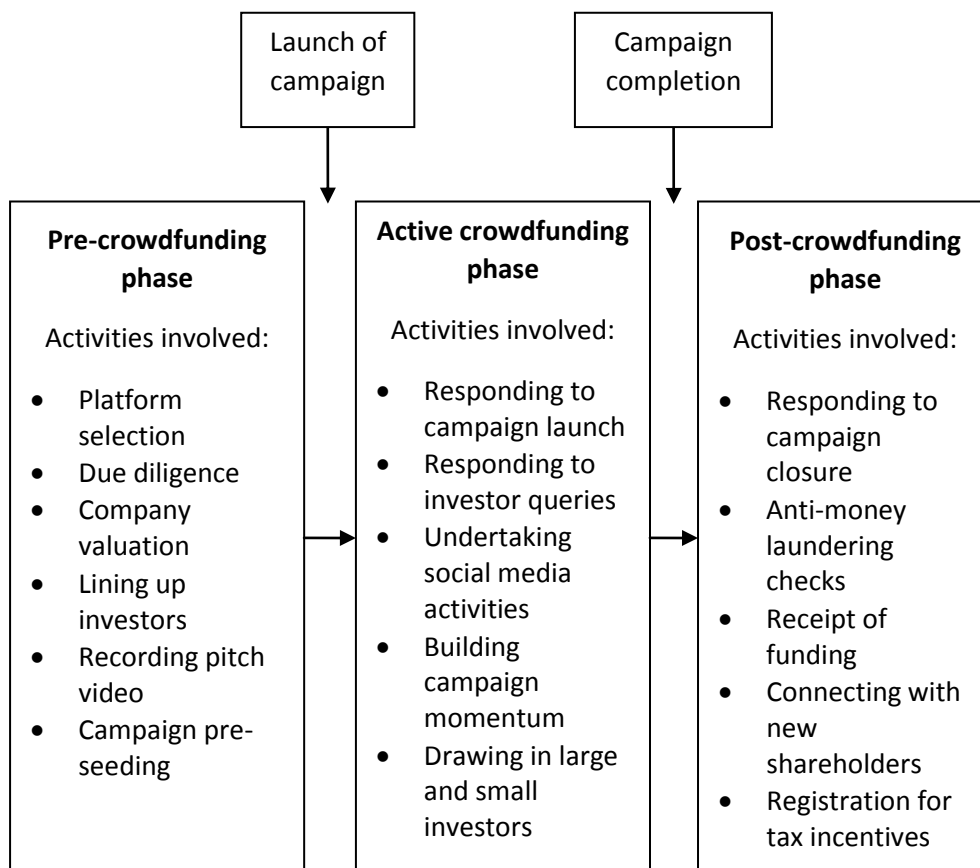 Launch of
campaign
Campaign
completion
Pre-crowdfunding
phase
Activities involved:
• Platform
selection
• Due diligence
• Company
valuation
• Lining up
investors
• Recording pitch
video
• Campaign pre-
seeding
Active crowdfunding
phase
Activities involved:
• Responding to
campaign launch
• Responding to
investor queries
• Undertaking
social media
activities
• Building
campaign
momentum
• Drawing in large
and small
investors
Post-crowdfunding
phase
Activities involved:
• Responding to
campaign
closure
• Anti-money
laundering
checks
• Receipt of
funding
• Connecting with
new
shareholders
• Registration for
tax incentives